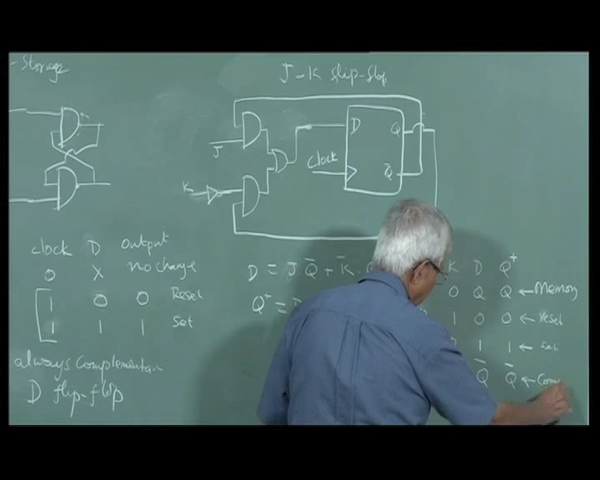 - Storage
J-K flip-flop
J
K
clock
D
Q
Q̅
clock D output
0 X no change
1 0 0 Reset
1 1 1 Set
always Complementary
D flip-flop
D = J Q̅ + K̅ .
Q⁺ =
K D Q⁺
0 Q Q ← Memory
1 0 0 ← Reset
0 1 1 ← Set
Q̅ Q̅ ← Com